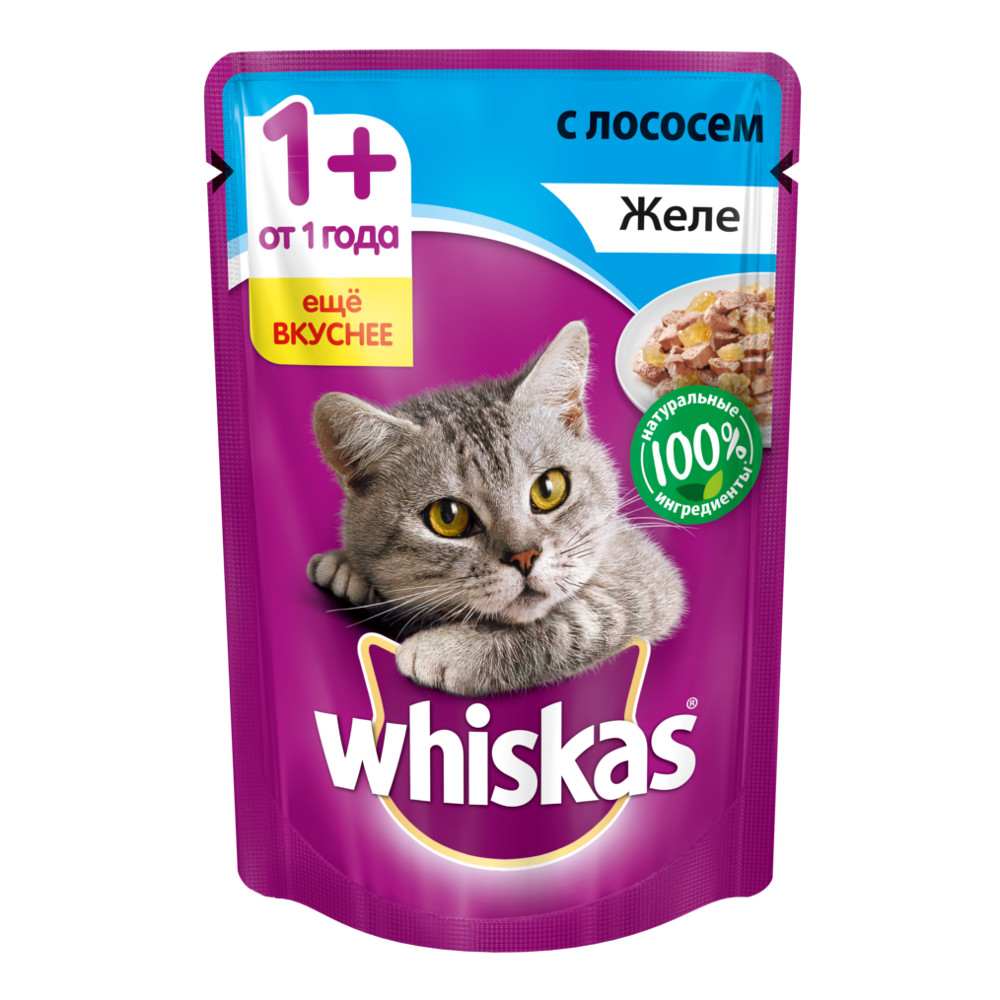 1+
от 1 года
ещё
ВКУСНЕЕ
с лососем
Желе
натуральные
100%
ингредиенты
whiskas®